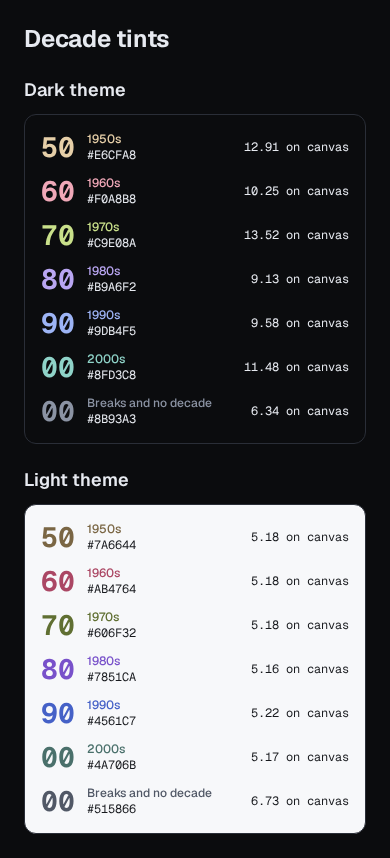 Decade tints
Dark theme
50 1950s 12.91 on canvas
#E6CFA8
60 1960s 10.25 on canvas
#F0A8B8
70 1970s 13.52 on canvas
#C9E08A
80 1980s 9.13 on canvas
#B9A6F2
90 1990s 9.58 on canvas
#9DB4F5
00 2000s 11.48 on canvas
#8FD3C8
00 Breaks and no decade 6.34 on canvas
#8B93A3
Light theme
50 1950s 5.18 on canvas
#7A6644
60 1960s 5.18 on canvas
#AB4764
70 1970s 5.18 on canvas
#606F32
80 1980s 5.16 on canvas
#7851CA
90 1990s 5.22 on canvas
#4561C7
00 2000s 5.17 on canvas
#4A706B
00 Breaks and no decade 6.73 on canvas
#515866